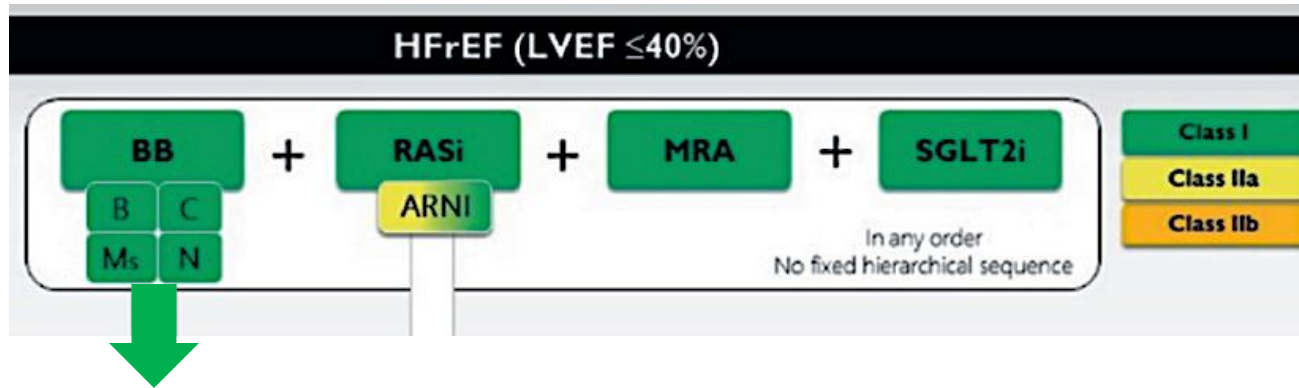 HFrEF (LVEF ≤40%)
BB + RASi + MRA + SGLT2i
B C
Ms N
ARNI
In any order
No fixed hierarchical sequence
Class I
Class IIa
Class IIb